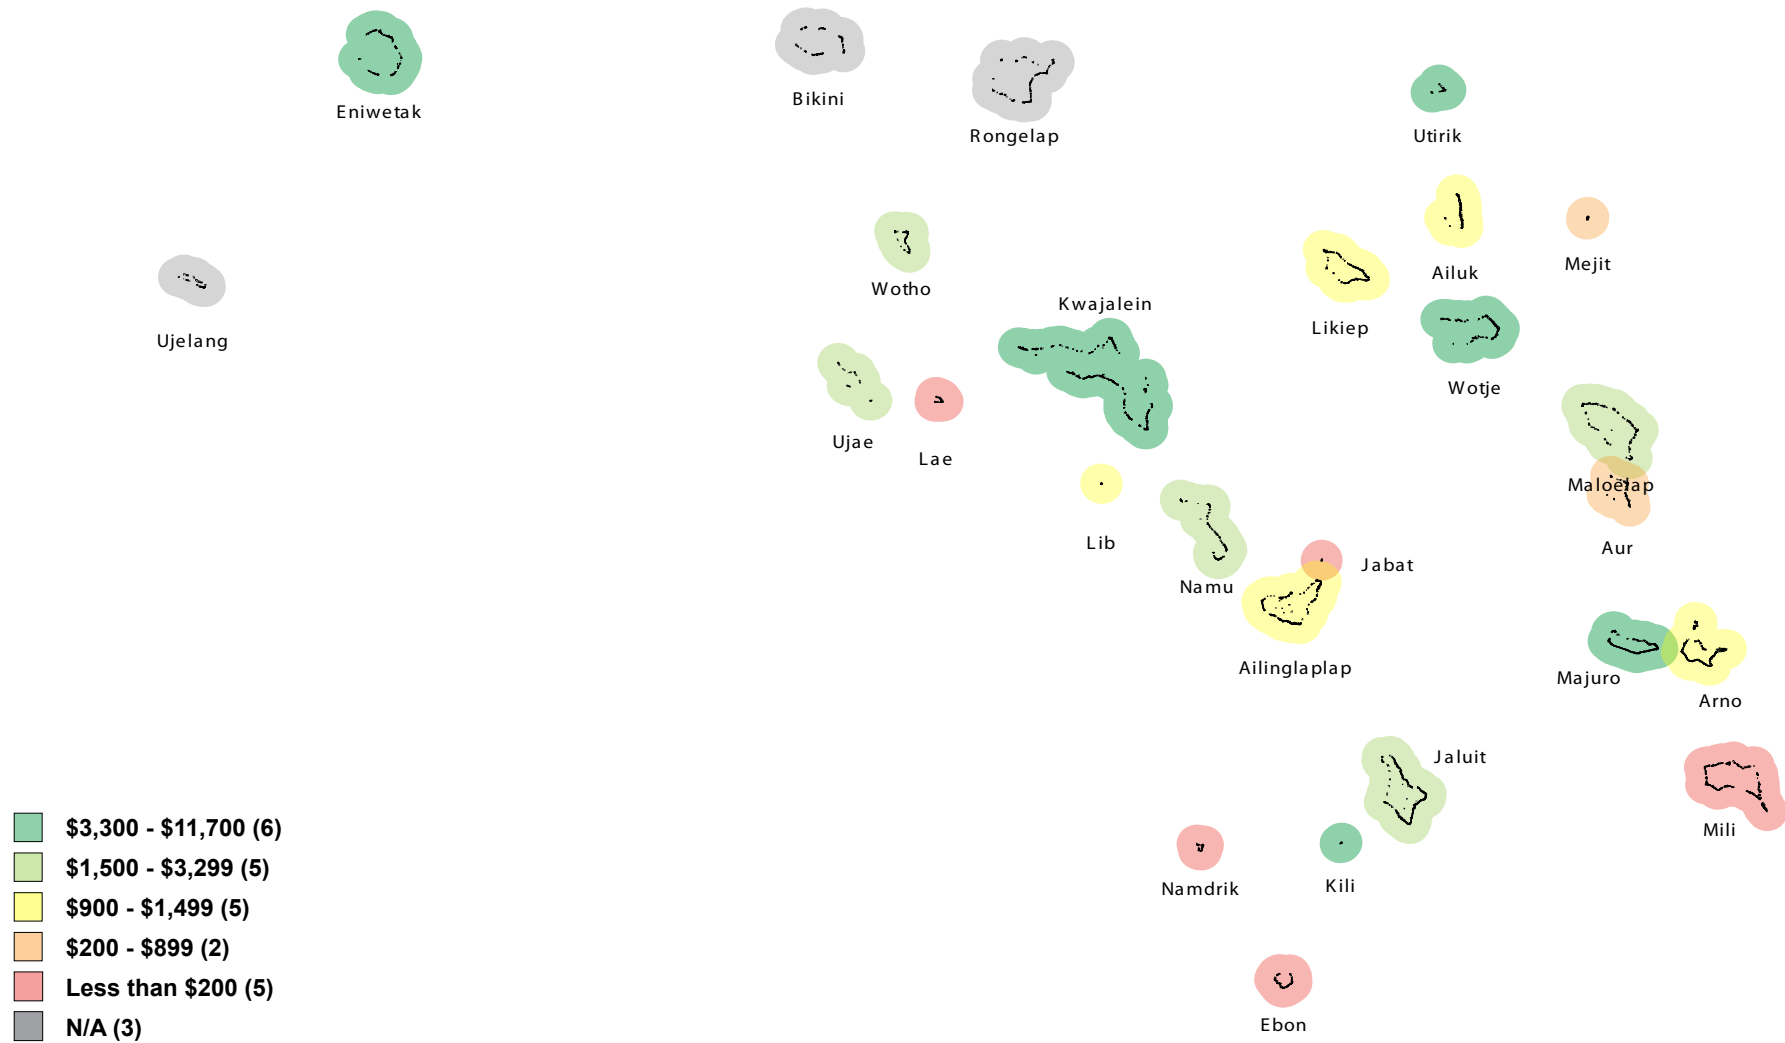 Eniwetak
Bikini
Rongelap
Utirik
Wotho
Ailuk
Mejit
Ujelang
Kwajalein
Likiep
Wotje
Ujae
Lae
Maloelap
Lib
Aur
Namu
Jabat
Ailinglaplap
Majuro
Arno
Jaluit
Mili
Namdrik
Kili
Ebon
$3,300 - $11,700 (6)
$1,500 - $3,299 (5)
$900 - $1,499 (5)
$200 - $899 (2)
Less than $200 (5)
N/A (3)